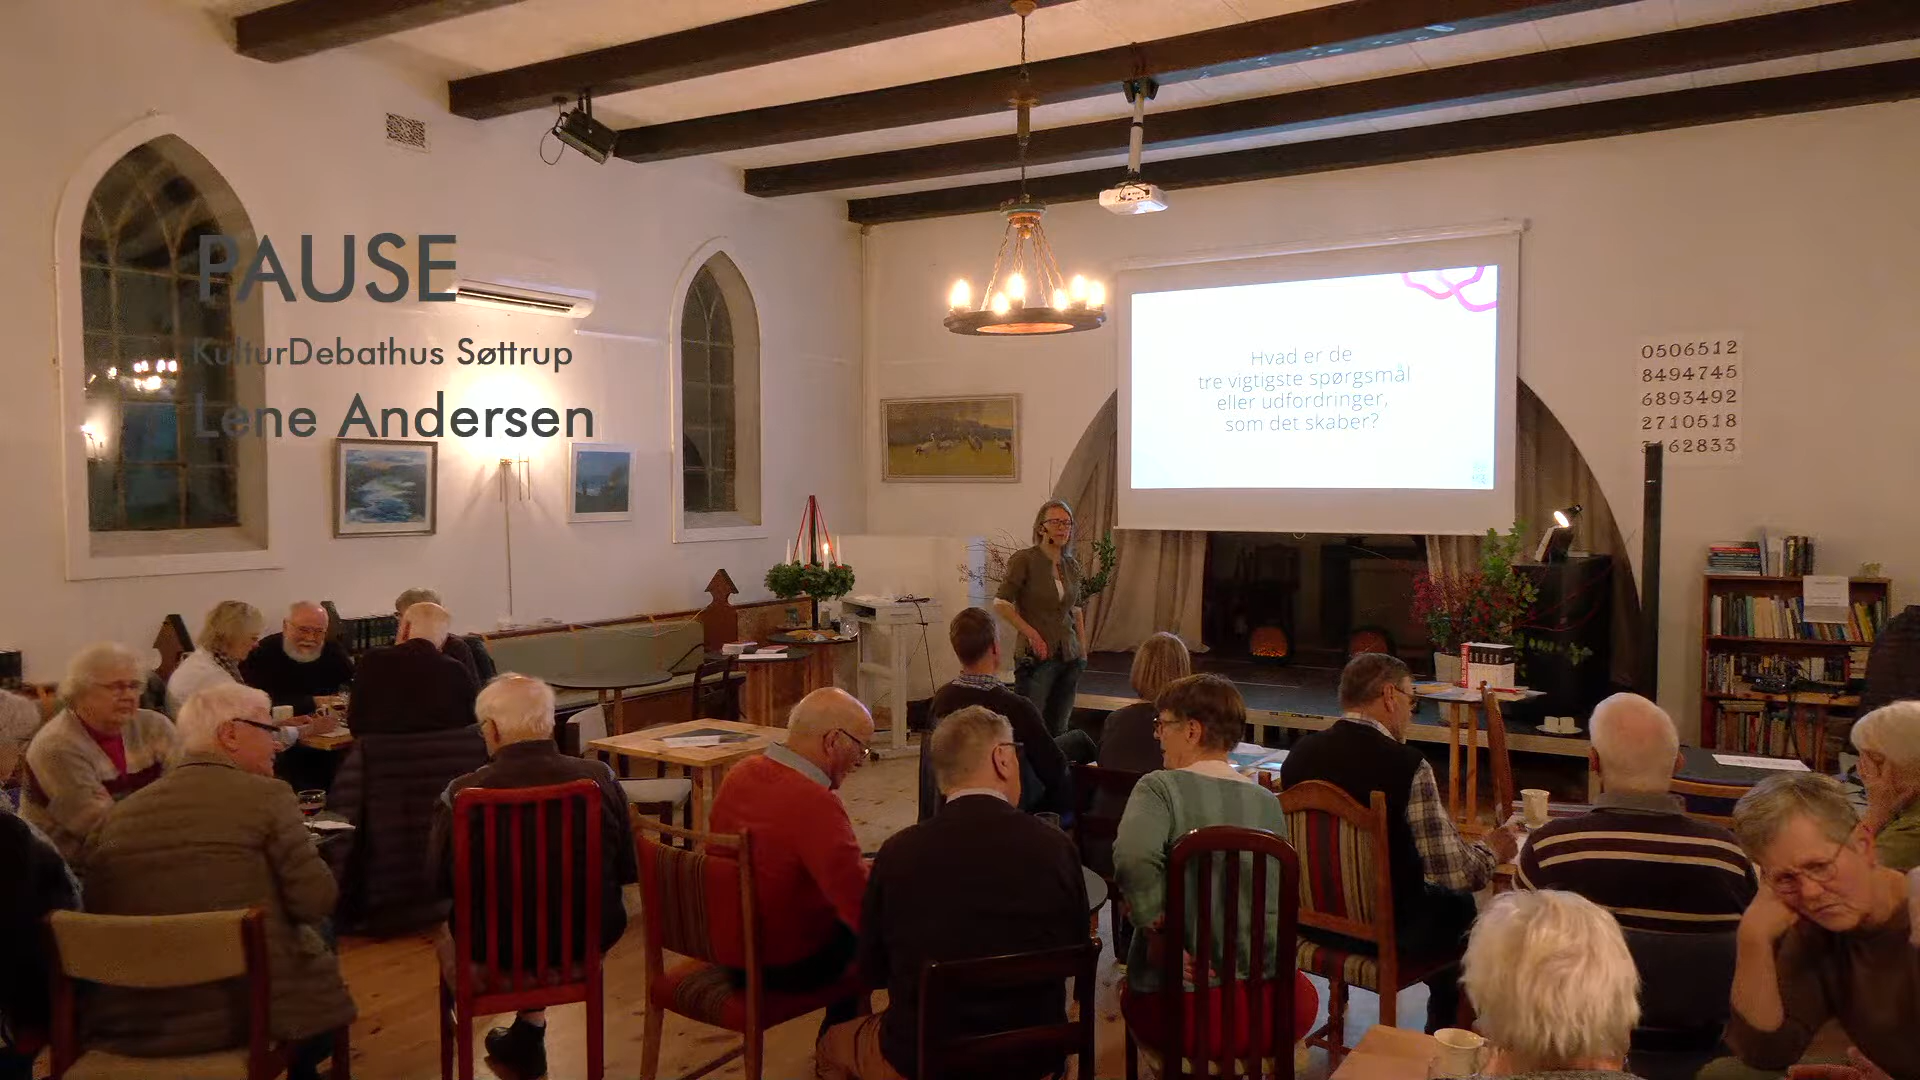 PAUSE
KulturDebathus Søttrup
Lene Andersen
Hvad er de
tre vigtigste spørgsmål
eller udfordringer,
som det skaber?
0506512
8494745
6893492
2710518
3462833